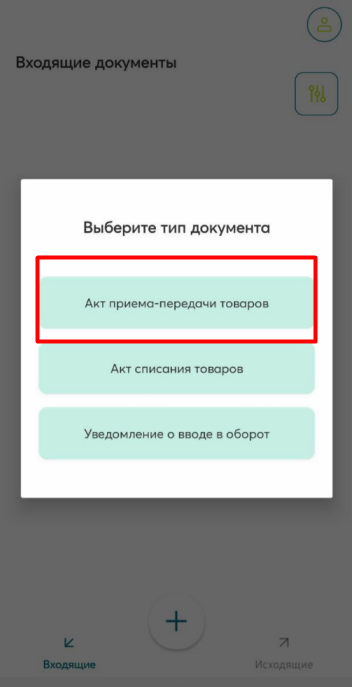 Входящие документы
Выберите тип документа
Акт приема-передачи товаров
Акт списания товаров
Уведомление о вводе в оборот
Входящие
Исходящие